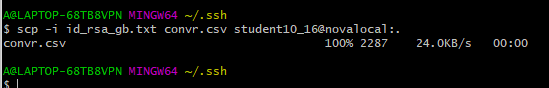 A@LAPTOP-68TB8VPN MINGW64 ~/.ssh
$ scp -i id_rsa_gb.txt convr.csv student10_16@novalocal:.
convr.csv 100% 2287 24.0KB/s 00:00
A@LAPTOP-68TB8VPN MINGW64 ~/.ssh
$